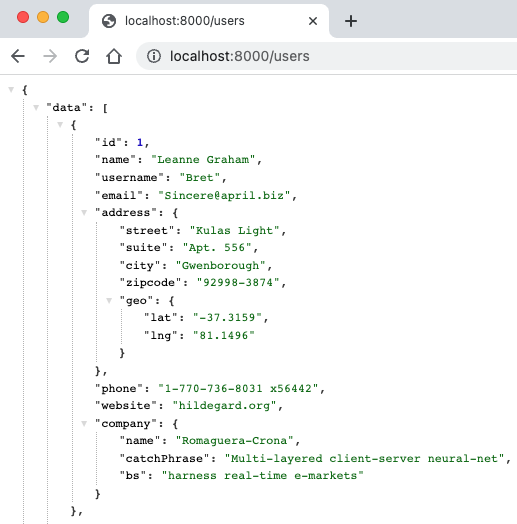 localhost:8000/users
localhost:8000/users
{
"data": [
{
"id": 1,
"name": "Leanne Graham",
"username": "Bret",
"email": "Sincere@april.biz",
"address": {
"street": "Kulas Light",
"suite": "Apt. 556",
"city": "Gwenborough",
"zipcode": "92998-3874",
"geo": {
"lat": "-37.3159",
"lng": "81.1496"
}
},
"phone": "1-770-736-8031 x56442",
"website": "hildegard.org",
"company": {
"name": "Romaguera-Crona",
"catchPhrase": "Multi-layered client-server neural-net",
"bs": "harness real-time e-markets"
}
},